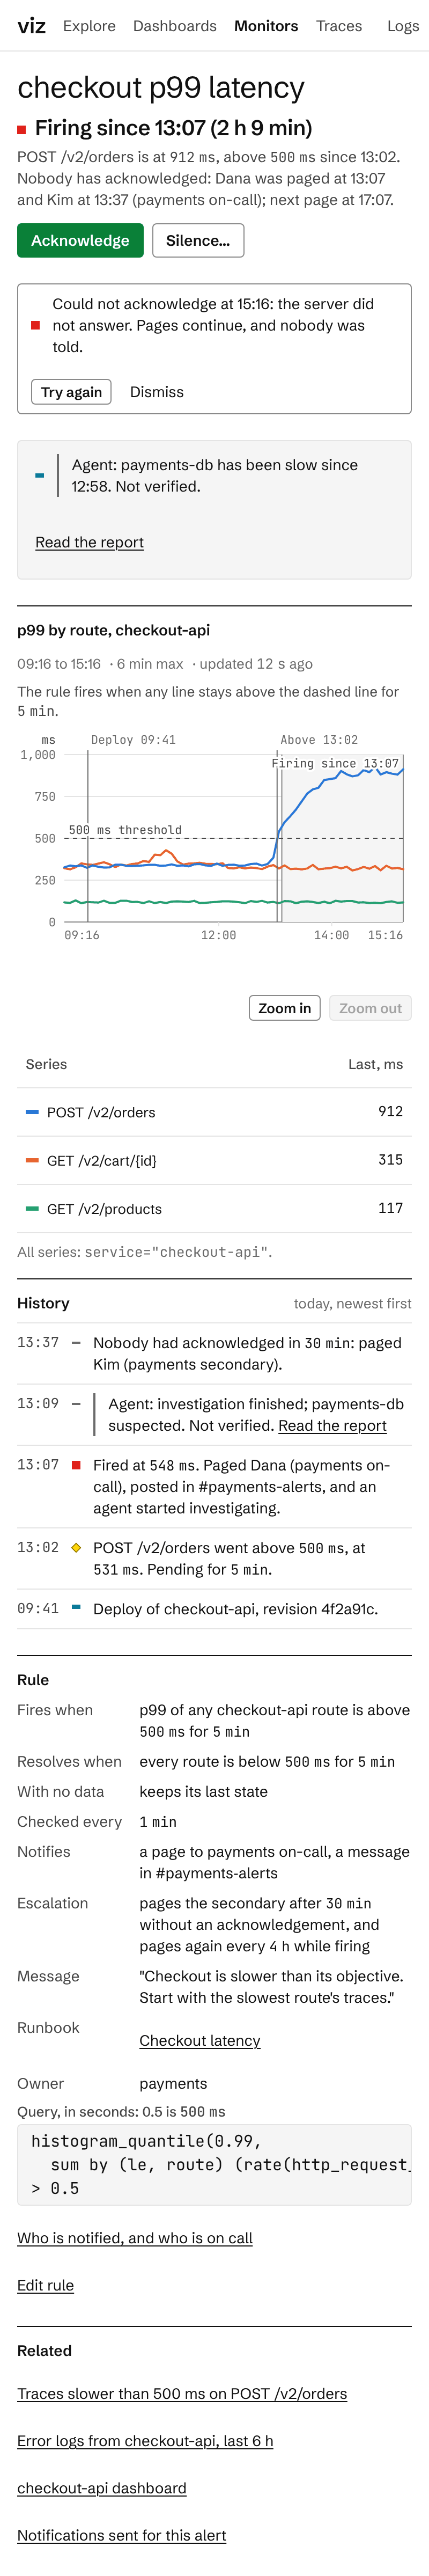 viz Explore Dashboards Monitors Traces Logs
checkout p99 latency
Firing since 13:07 (2 h 9 min)
POST /v2/orders is at 912 ms, above 500 ms since 13:02.
Nobody has acknowledged: Dana was paged at 13:07
and Kim at 13:37 (payments on-call); next page at 17:07.
Acknowledge Silence…
Could not acknowledge at 15:16: the server did
not answer. Pages continue, and nobody was
told.
Try again Dismiss
Agent: payments-db has been slow since
12:58. Not verified.
Read the report
p99 by route, checkout-api
09:16 to 15:16 · 6 min max · updated 12 s ago
The rule fires when any line stays above the dashed line for
5 min.
ms Deploy 09:41 Above 13:02
1,000
Firing since 13:07
750
500 ms threshold
500
250
0
09:16 12:00 14:00 15:16
Zoom in Zoom out
Series Last, ms
POST /v2/orders 912
GET /v2/cart/{id} 315
GET /v2/products 117
All series: service="checkout-api".
History today, newest first
13:37 Nobody had acknowledged in 30 min: paged
Kim (payments secondary).
13:09 Agent: investigation finished; payments-db
suspected. Not verified. Read the report
13:07 Fired at 548 ms. Paged Dana (payments on-
call), posted in #payments-alerts, and an
agent started investigating.
13:02 POST /v2/orders went above 500 ms, at
531 ms. Pending for 5 min.
09:41 Deploy of checkout-api, revision 4f2a91c.
Rule
Fires when p99 of any checkout-api route is above
500 ms for 5 min
Resolves when every route is below 500 ms for 5 min
With no data keeps its last state
Checked every 1 min
Notifies a page to payments on-call, a message
in #payments-alerts
Escalation pages the secondary after 30 min
without an acknowledgement, and
pages again every 4 h while firing
Message "Checkout is slower than its objective.
Start with the slowest route's traces."
Runbook Checkout latency
Owner payments
Query, in seconds: 0.5 is 500 ms
histogram_quantile(0.99,
sum by (le, route) (rate(http_request_
> 0.5
Who is notified, and who is on call
Edit rule
Related
Traces slower than 500 ms on POST /v2/orders
Error logs from checkout-api, last 6 h
checkout-api dashboard
Notifications sent for this alert